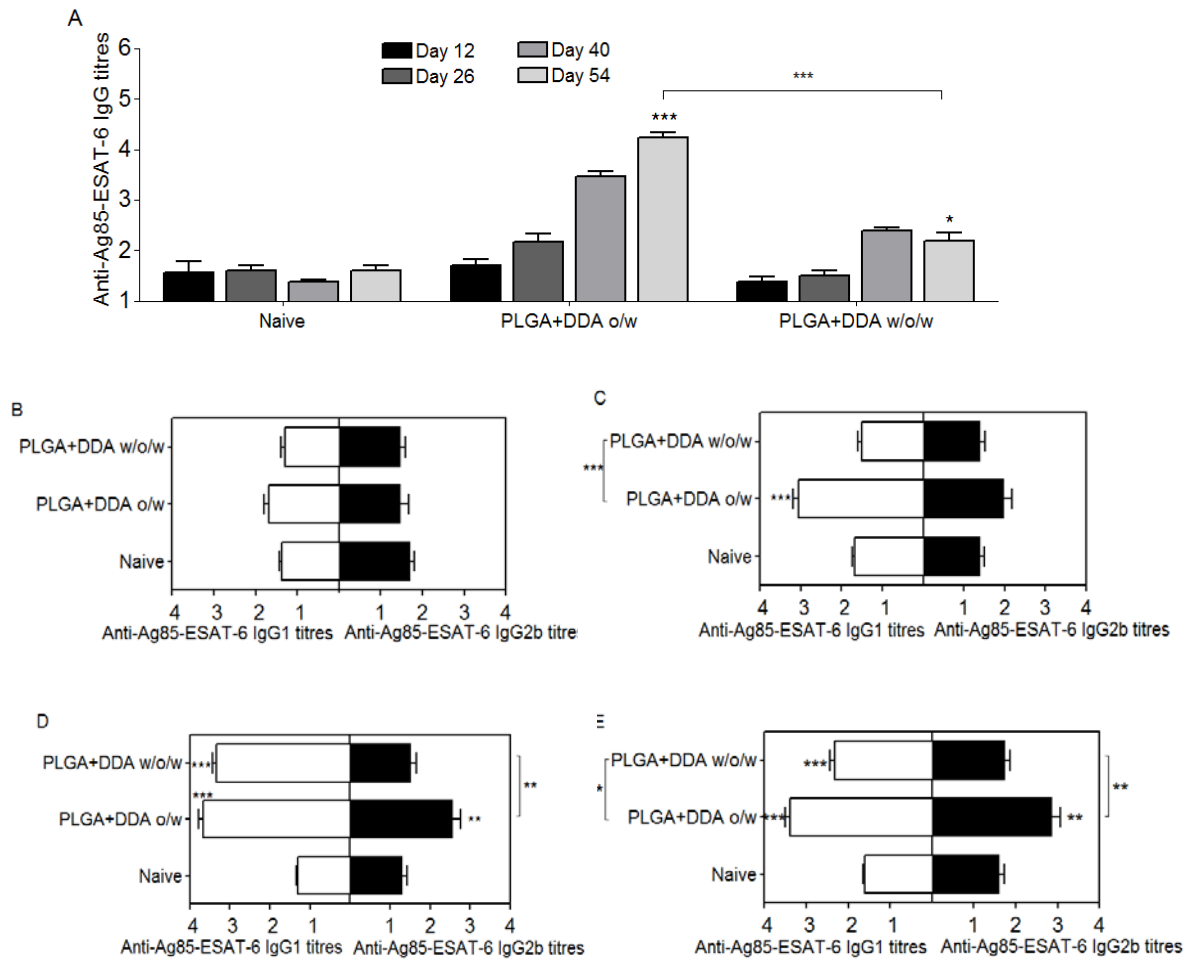 A
Anti-Ag85-ESAT-6 IgG titres
6
5
4
3
2
1
Day 12
Day 26
Day 40
Day 54
***
***
*
Naive
PLGA+DDA o/w
PLGA+DDA w/o/w
B
PLGA+DDA w/o/w
PLGA+DDA o/w
Naive
4 3 2 1 1 2 3 4
Anti-Ag85-ESAT-6 IgG1 titres
Anti-Ag85-ESAT-6 IgG2b titres
C
PLGA+DDA w/o/w
***
PLGA+DDA o/w
***
Naive
4 3 2 1 1 2 3 4
Anti-Ag85-ESAT-6 IgG1 titres
Anti-Ag85-ESAT-6 IgG2b titres
D
PLGA+DDA w/o/w
***
**
***
PLGA+DDA o/w
**
Naive
4 3 2 1 1 2 3 4
Anti-Ag85-ESAT-6 IgG1 titres
Anti-Ag85-ESAT-6 IgG2b titres
E
PLGA+DDA w/o/w
***
*
**
PLGA+DDA o/w
***
**
Naive
4 3 2 1 1 2 3 4
Anti-Ag85-ESAT-6 IgG1 titres
Anti-Ag85-ESAT-6 IgG2b titres